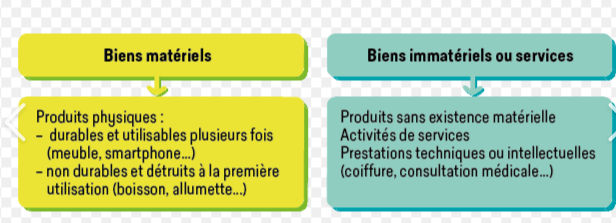 Biens matériels
Produits physiques :
– durables et utilisables plusieurs fois
(meuble, smartphone...)
– non durables et détruits à la première
utilisation (boisson, allumette...)
Biens immatériels ou services
Produits sans existence matérielle
Activités de services
Prestations techniques ou intellectuelles
(coiffure, consultation médicale...)